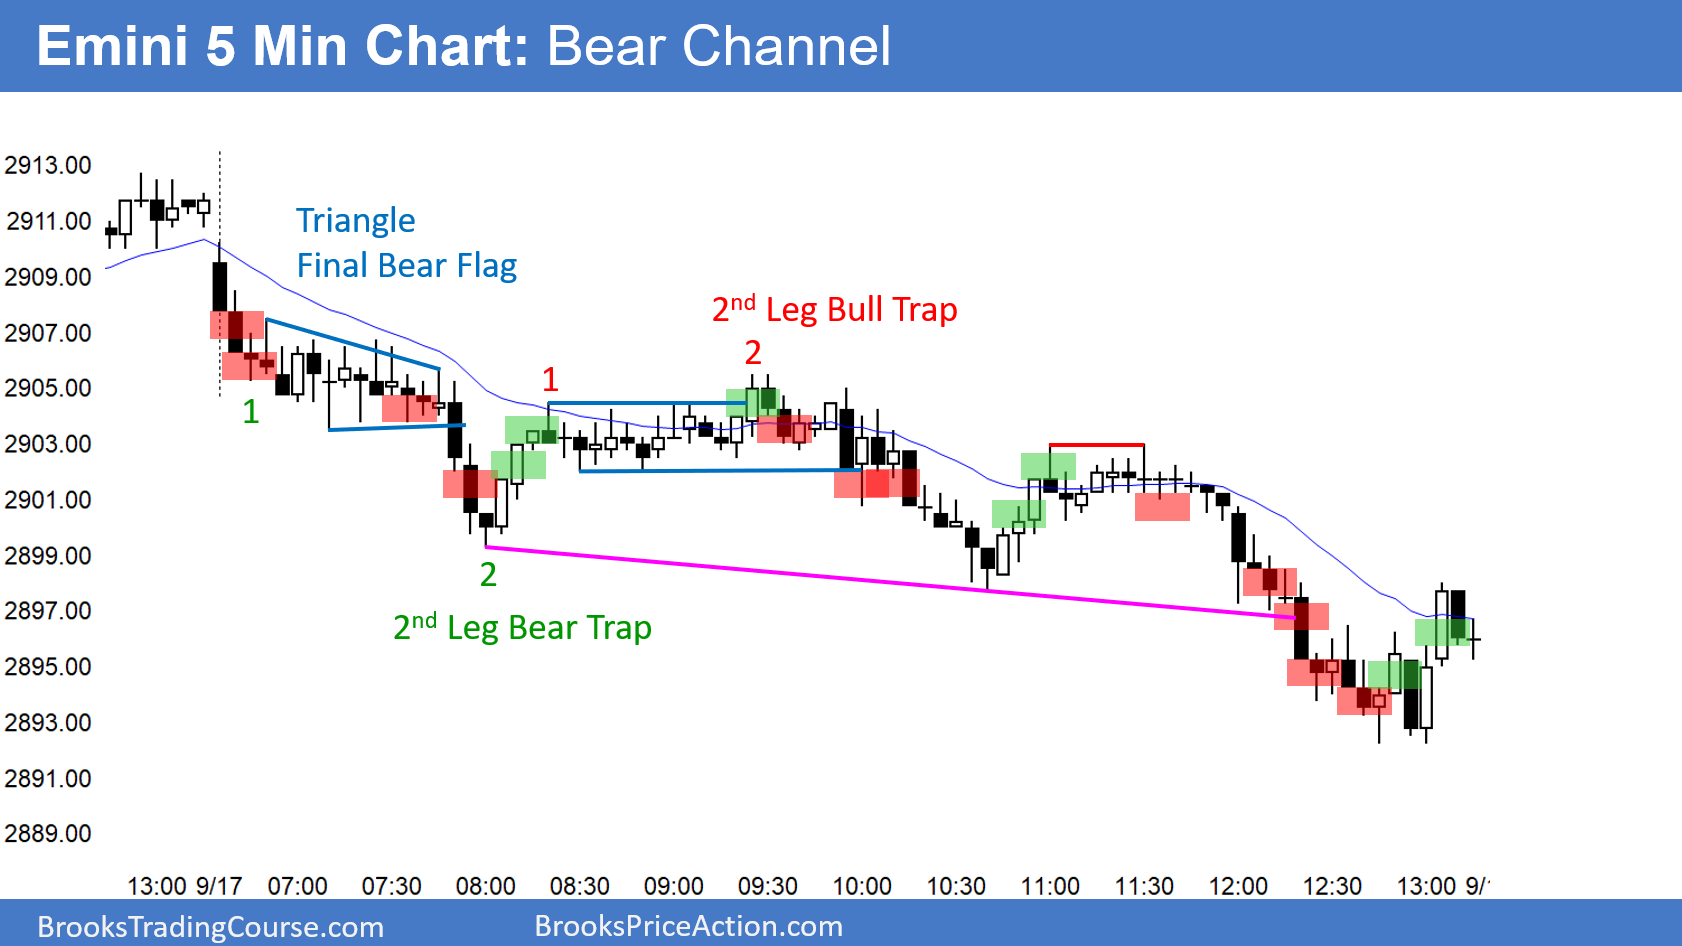 Emini 5 Min Chart: Bear Channel
2913.00
2911.00
2909.00
2907.00
2905.00
2903.00
2901.00
2899.00
2897.00
2895.00
2893.00
2891.00
2889.00
Triangle
Final Bear Flag
2nd Leg Bull Trap
2
1
1
2
2nd Leg Bear Trap
13:00 9/17 07:00 07:30 08:00 08:30 09:00 09:30 10:00 10:30 11:00 11:30 12:00 12:30 13:00 9/
BrooksTradingCourse.com BrooksPriceAction.com